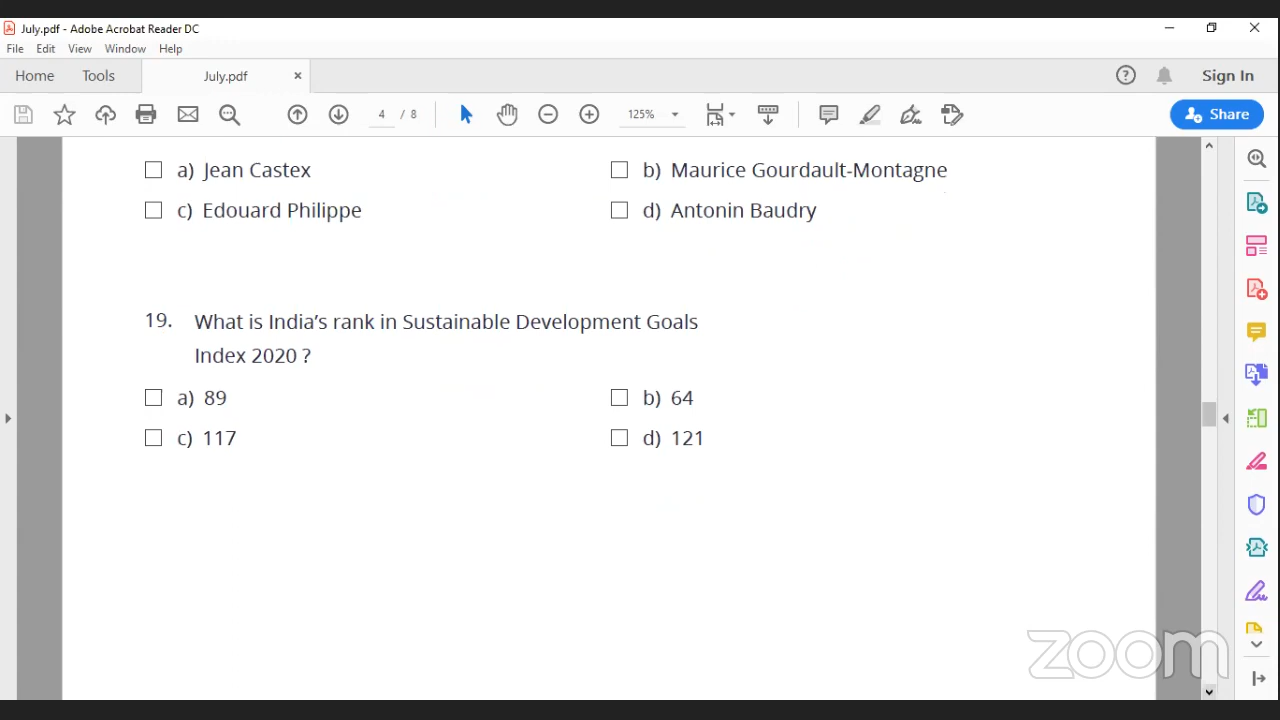 July.pdf - Adobe Acrobat Reader DC
File Edit View Window Help
Home Tools July.pdf × Sign In
4 / 8 125% Share
a) Jean Castex b) Maurice Gourdault-Montagne
c) Edouard Philippe d) Antonin Baudry
19. What is India's rank in Sustainable Development Goals
Index 2020 ?
a) 89 b) 64
c) 117 d) 121
zoom